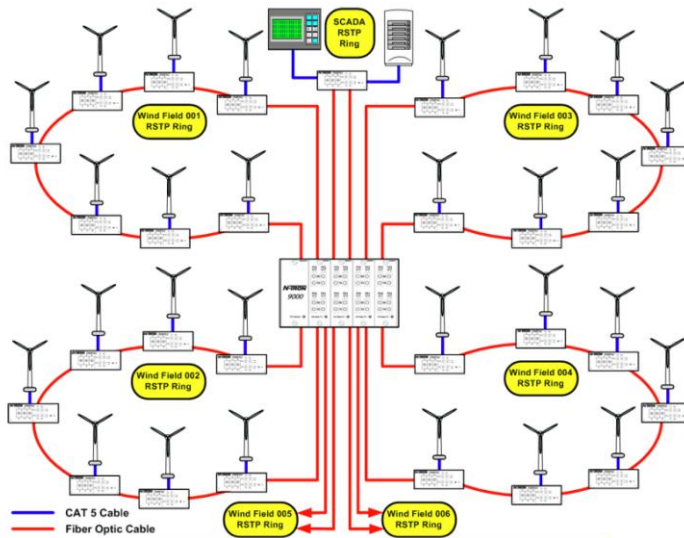 SCADA
RSTP
Ring
Wind Field 001
RSTP Ring
Wind Field 003
RSTP Ring
N-TRON
9000
Wind Field 002
RSTP Ring
Wind Field 004
RSTP Ring
Wind Field 005
RSTP Ring
Wind Field 006
RSTP Ring
CAT 5 Cable
Fiber Optic Cable